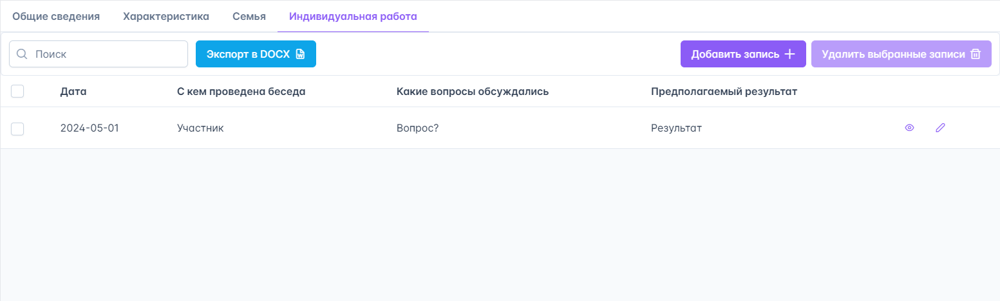 Общие сведения Характеристика Семья Индивидуальная работа
Поиск Экспорт в DOCX Добавить запись Удалить выбранные записи
Дата С кем проведена беседа Какие вопросы обсуждались Предполагаемый результат
2024-05-01 Участник Вопрос? Результат